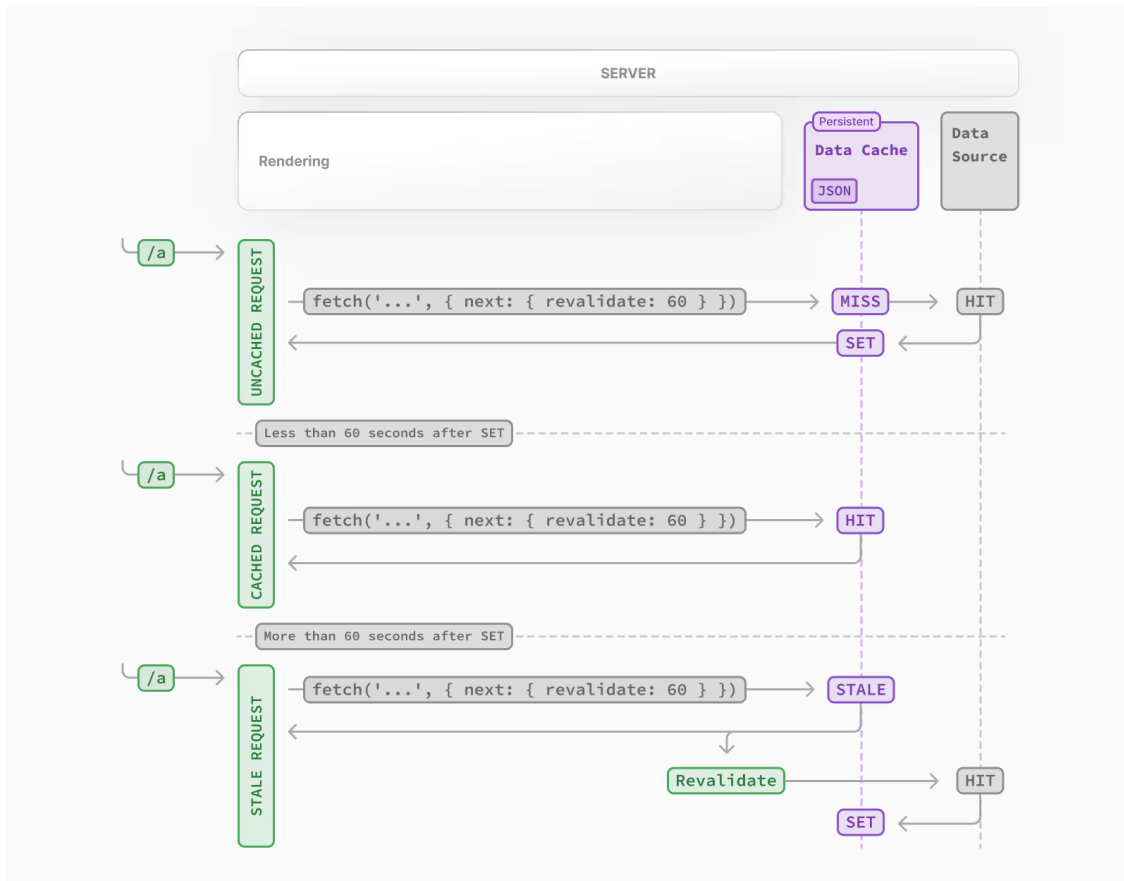 SERVER
Rendering
Persistent
Data Cache
JSON
Data
Source
/a
UNCACHED REQUEST
fetch('...', { next: { revalidate: 60 } })
MISS
HIT
SET
Less than 60 seconds after SET
/a
CACHED REQUEST
fetch('...', { next: { revalidate: 60 } })
HIT
More than 60 seconds after SET
/a
STALE REQUEST
fetch('...', { next: { revalidate: 60 } })
STALE
Revalidate
HIT
SET